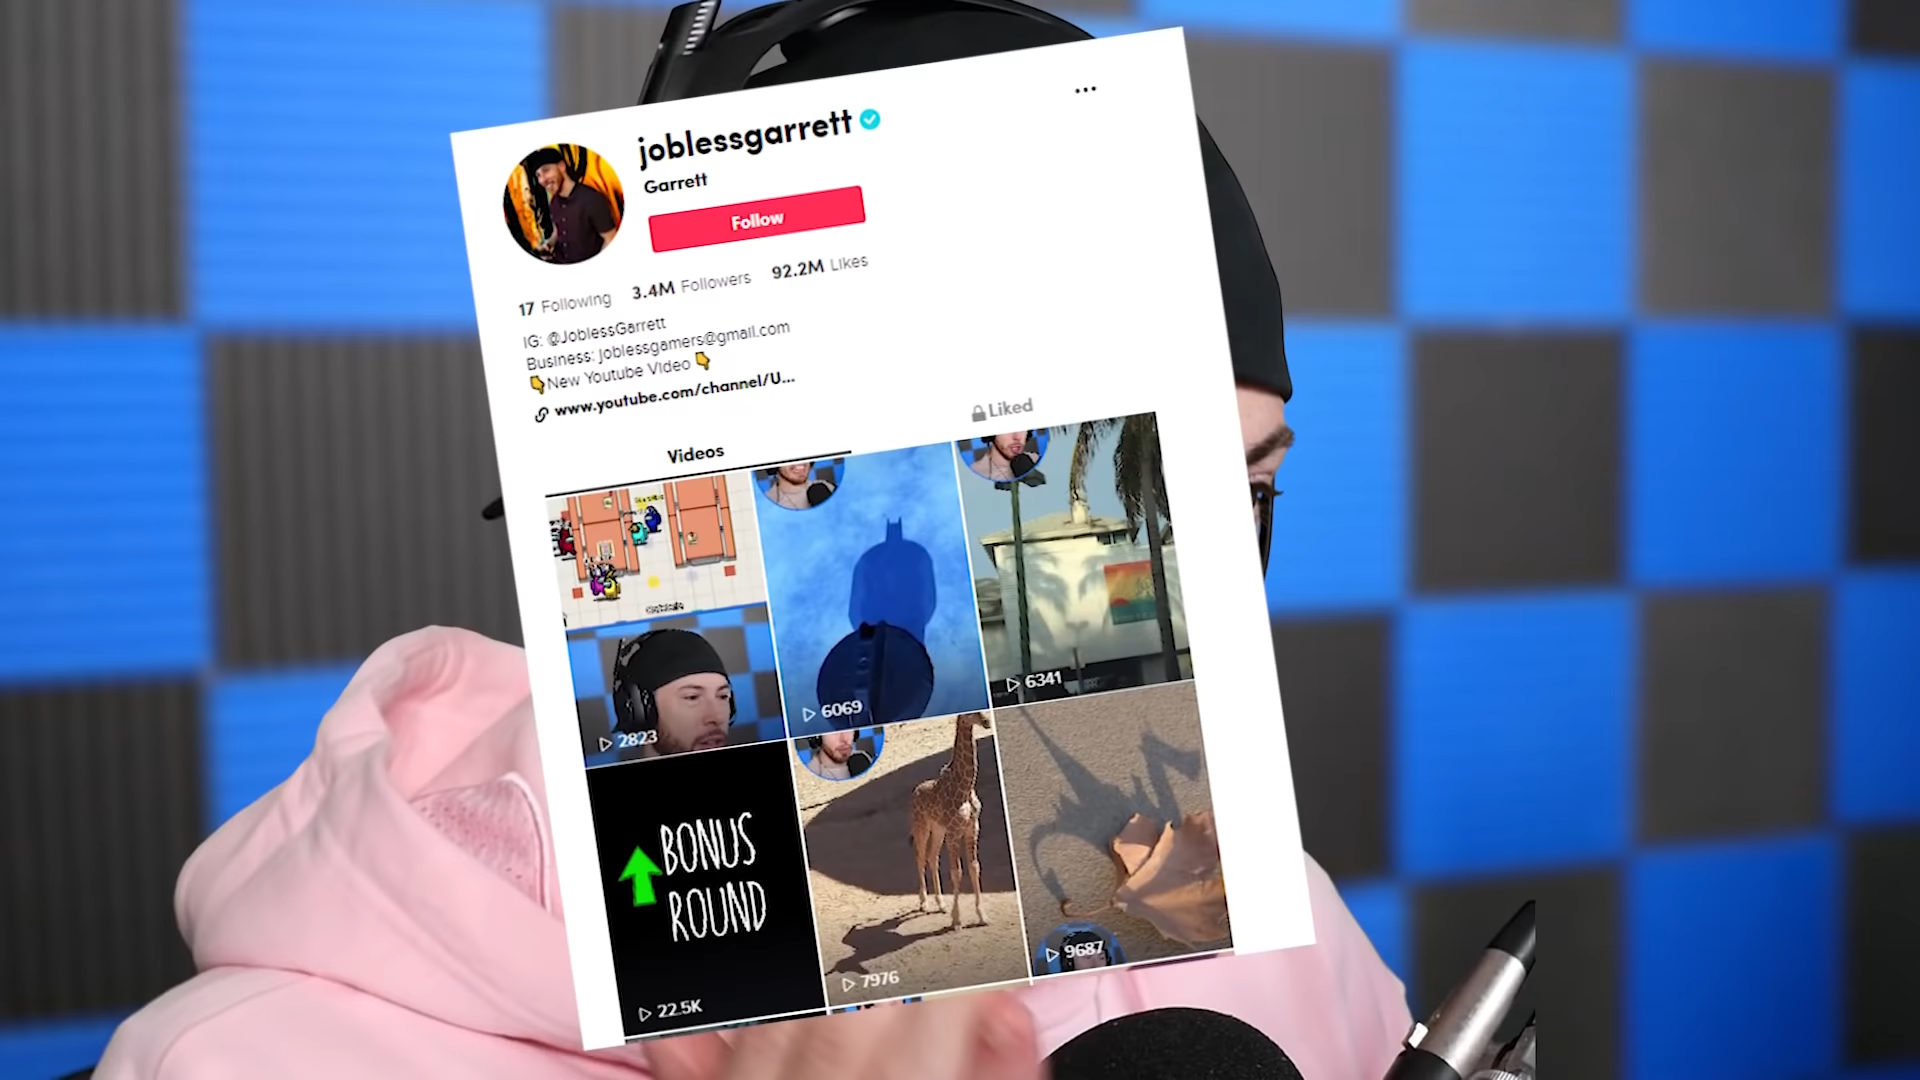 joblessgarrett
Garrett
Follow
17 Following 3.4M Followers 92.2M Likes
IG: @JoblessGarrett
Business: joblessgamers@gmail.com
👇New Youtube Video👇
www.youtube.com/channel/U...
Videos
Liked
2823
6069
6341
BONUS
ROUND
22.5K
7976
9687